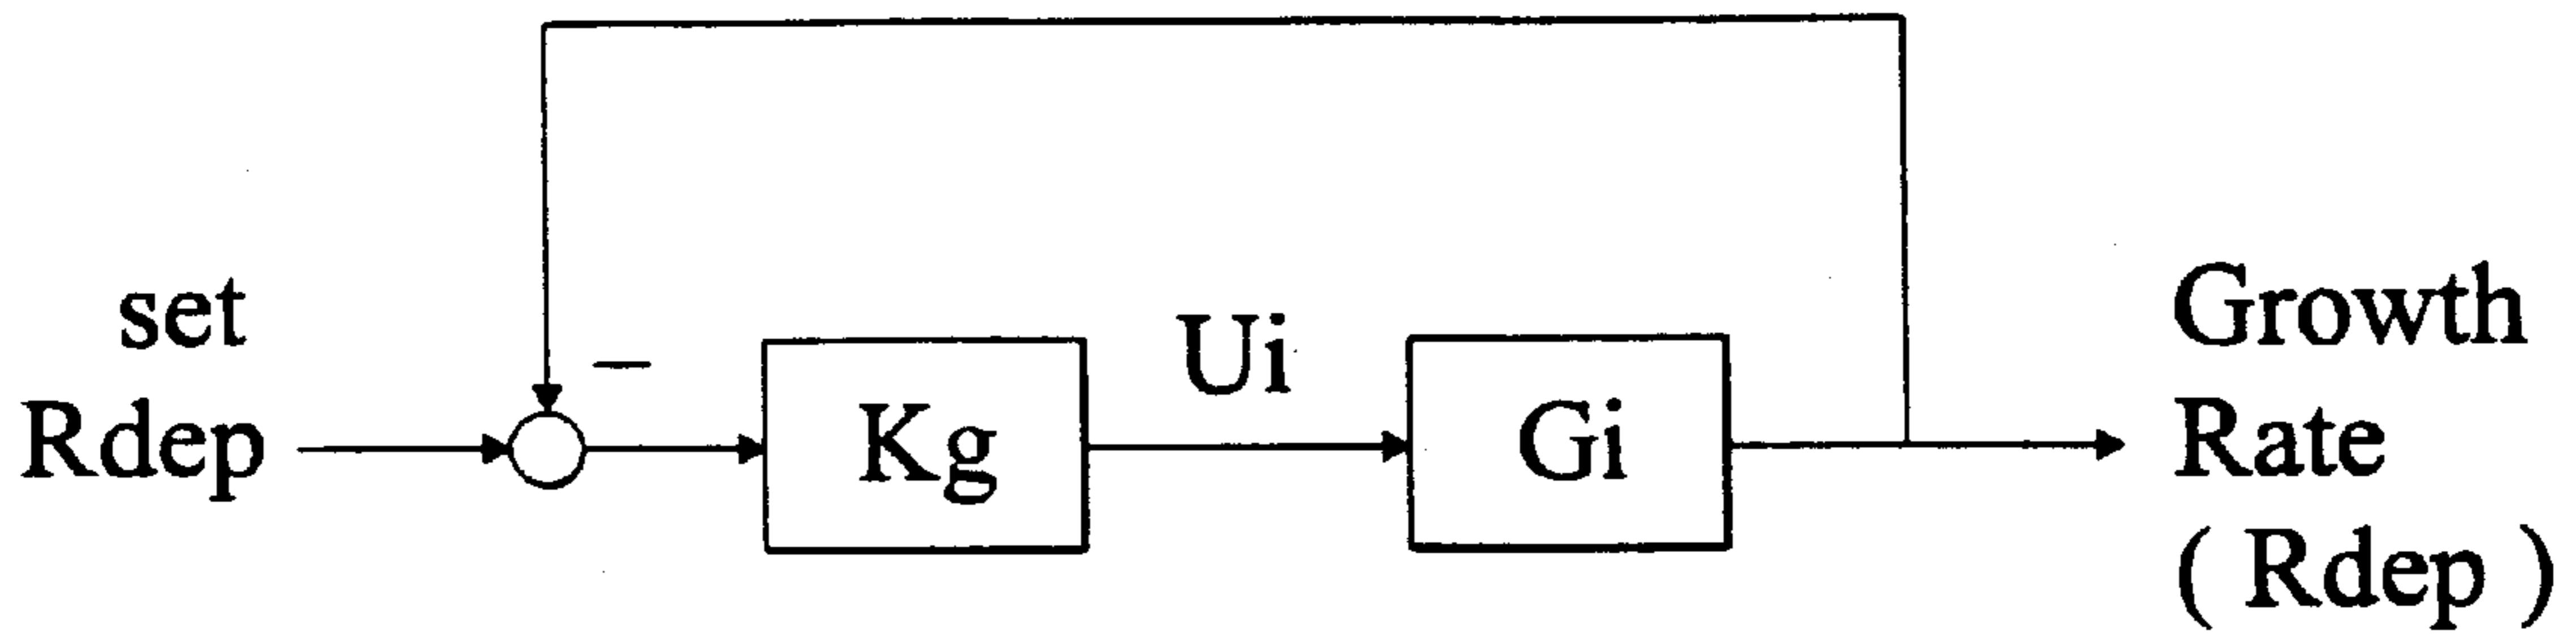 set
Rdep
–
Kg
Ui
Gi
Growth
Rate
( Rdep )